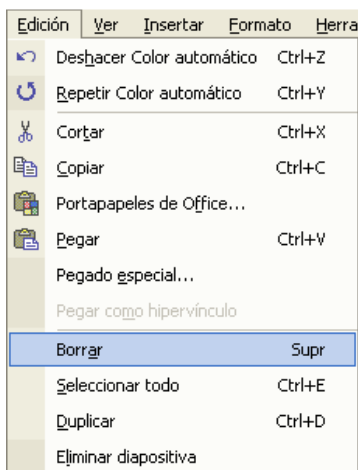 Edición Ver Insertar Formato Herra
Deshacer Color automático Ctrl+Z
Repetir Color automático Ctrl+Y
Cortar Ctrl+X
Copiar Ctrl+C
Portapapeles de Office...
Pegar Ctrl+V
Pegado especial...
Pegar como hipervínculo
Borrar Supr
Seleccionar todo Ctrl+E
Duplicar Ctrl+D
Eliminar diapositiva